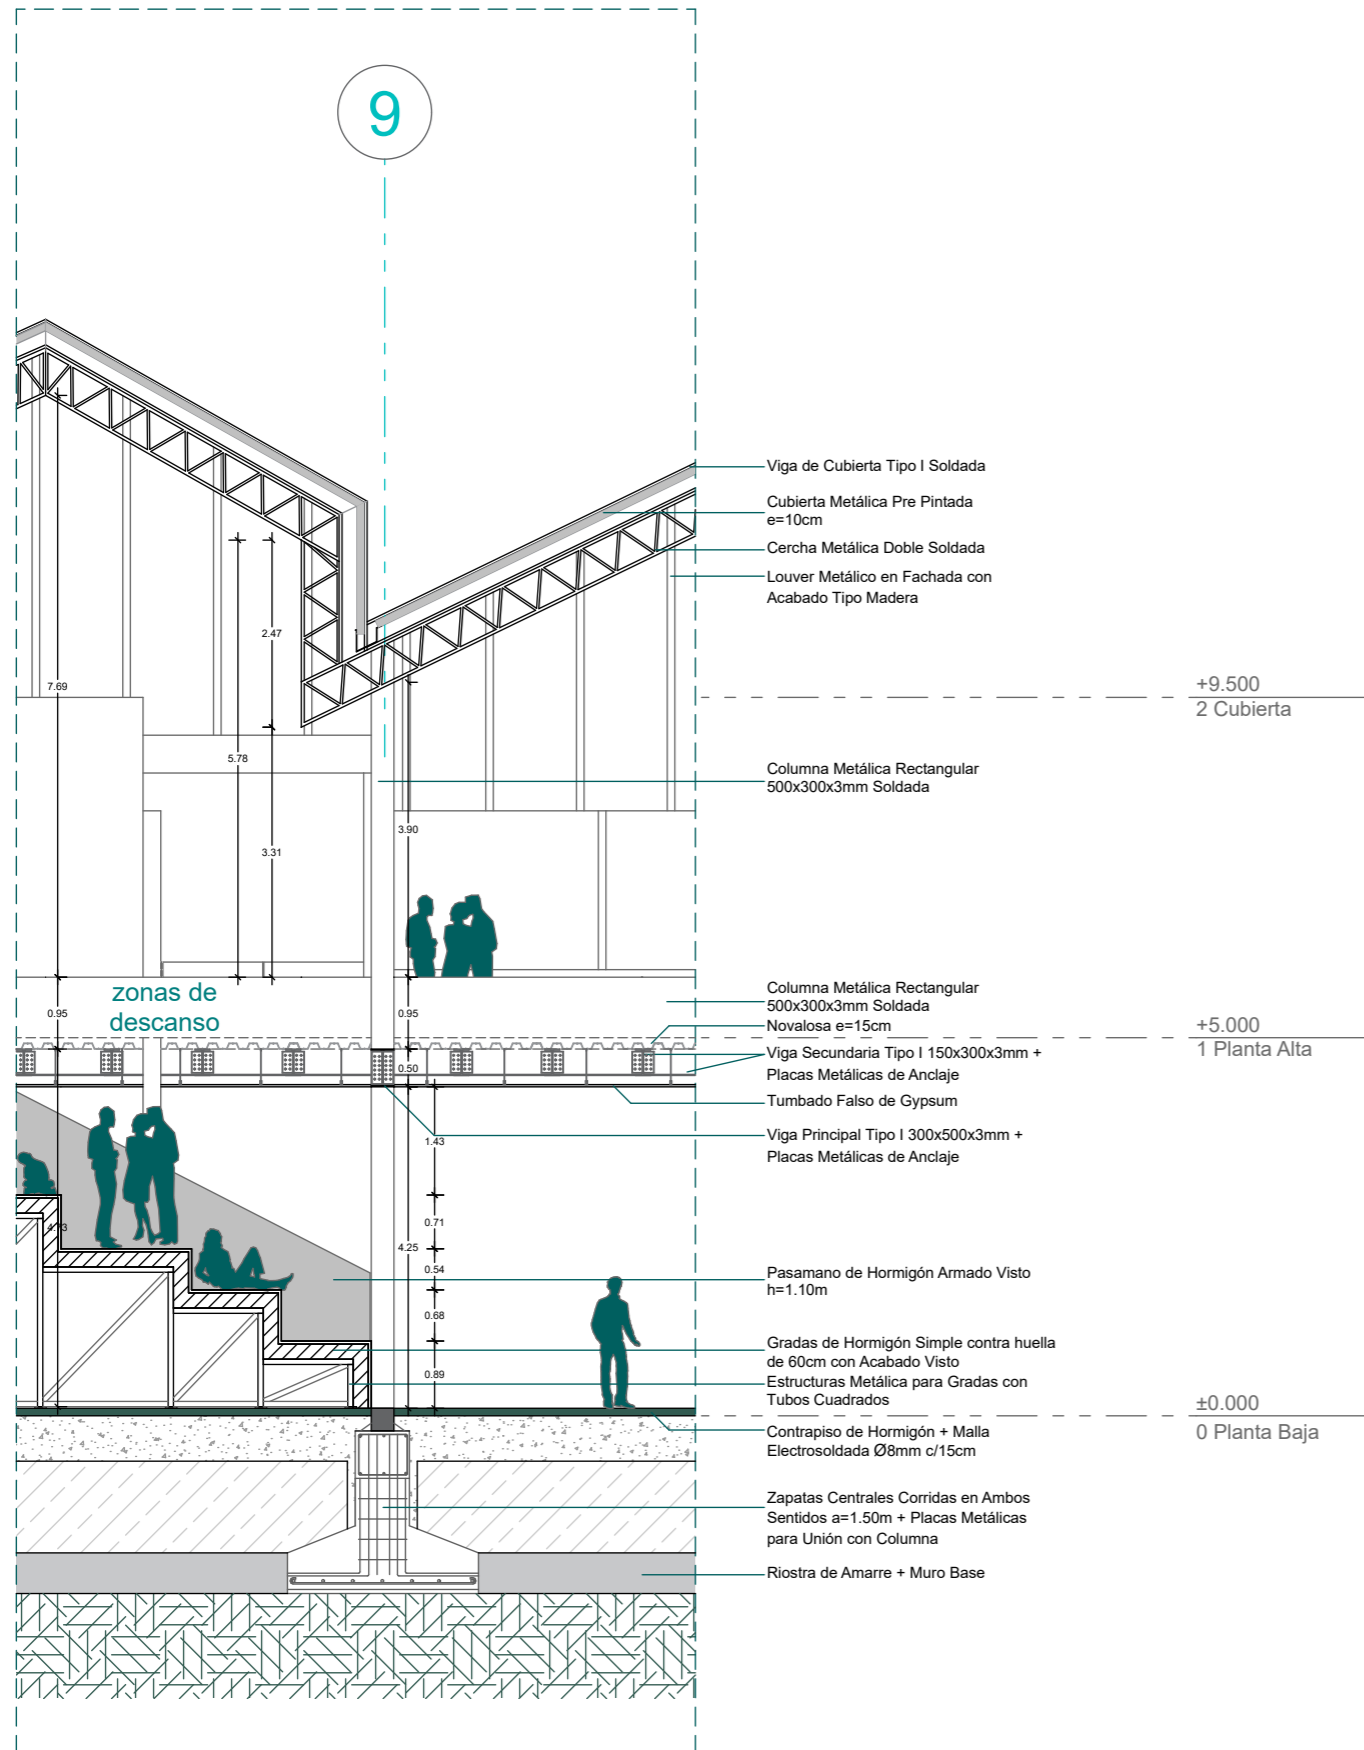 9
Viga de Cubierta Tipo I Soldada
Cubierta Metálica Pre Pintada
e=10cm
Cercha Metálica Doble Soldada
Louver Metálico en Fachada con
Acabado Tipo Madera
2.47
7.69
+9.500
2 Cubierta
5.78
Columna Metálica Rectangular
500x300x3mm Soldada
3.90
3.31
zonas de
descanso
0.95
0.95
Columna Metálica Rectangular
500x300x3mm Soldada
Novalosa e=15cm
+5.000
1 Planta Alta
Viga Secundaria Tipo I 150x300x3mm +
Placas Metálicas de Anclaje
0.50
Tumbado Falso de Gypsum
Viga Principal Tipo I 300x500x3mm +
Placas Metálicas de Anclaje
1.43
0.71
4.73
4.25
0.54
Pasamano de Hormigón Armado Visto
h=1.10m
0.68
Gradas de Hormigón Simple contra huella
de 60cm con Acabado Visto
0.89
Estructuras Metálica para Gradas con
Tubos Cuadrados
±0.000
0 Planta Baja
Contrapiso de Hormigón + Malla
Electrosoldada Ø8mm c/15cm
Zapatas Centrales Corridas en Ambos
Sentidos a=1.50m + Placas Metálicas
para Unión con Columna
Riostra de Amarre + Muro Base